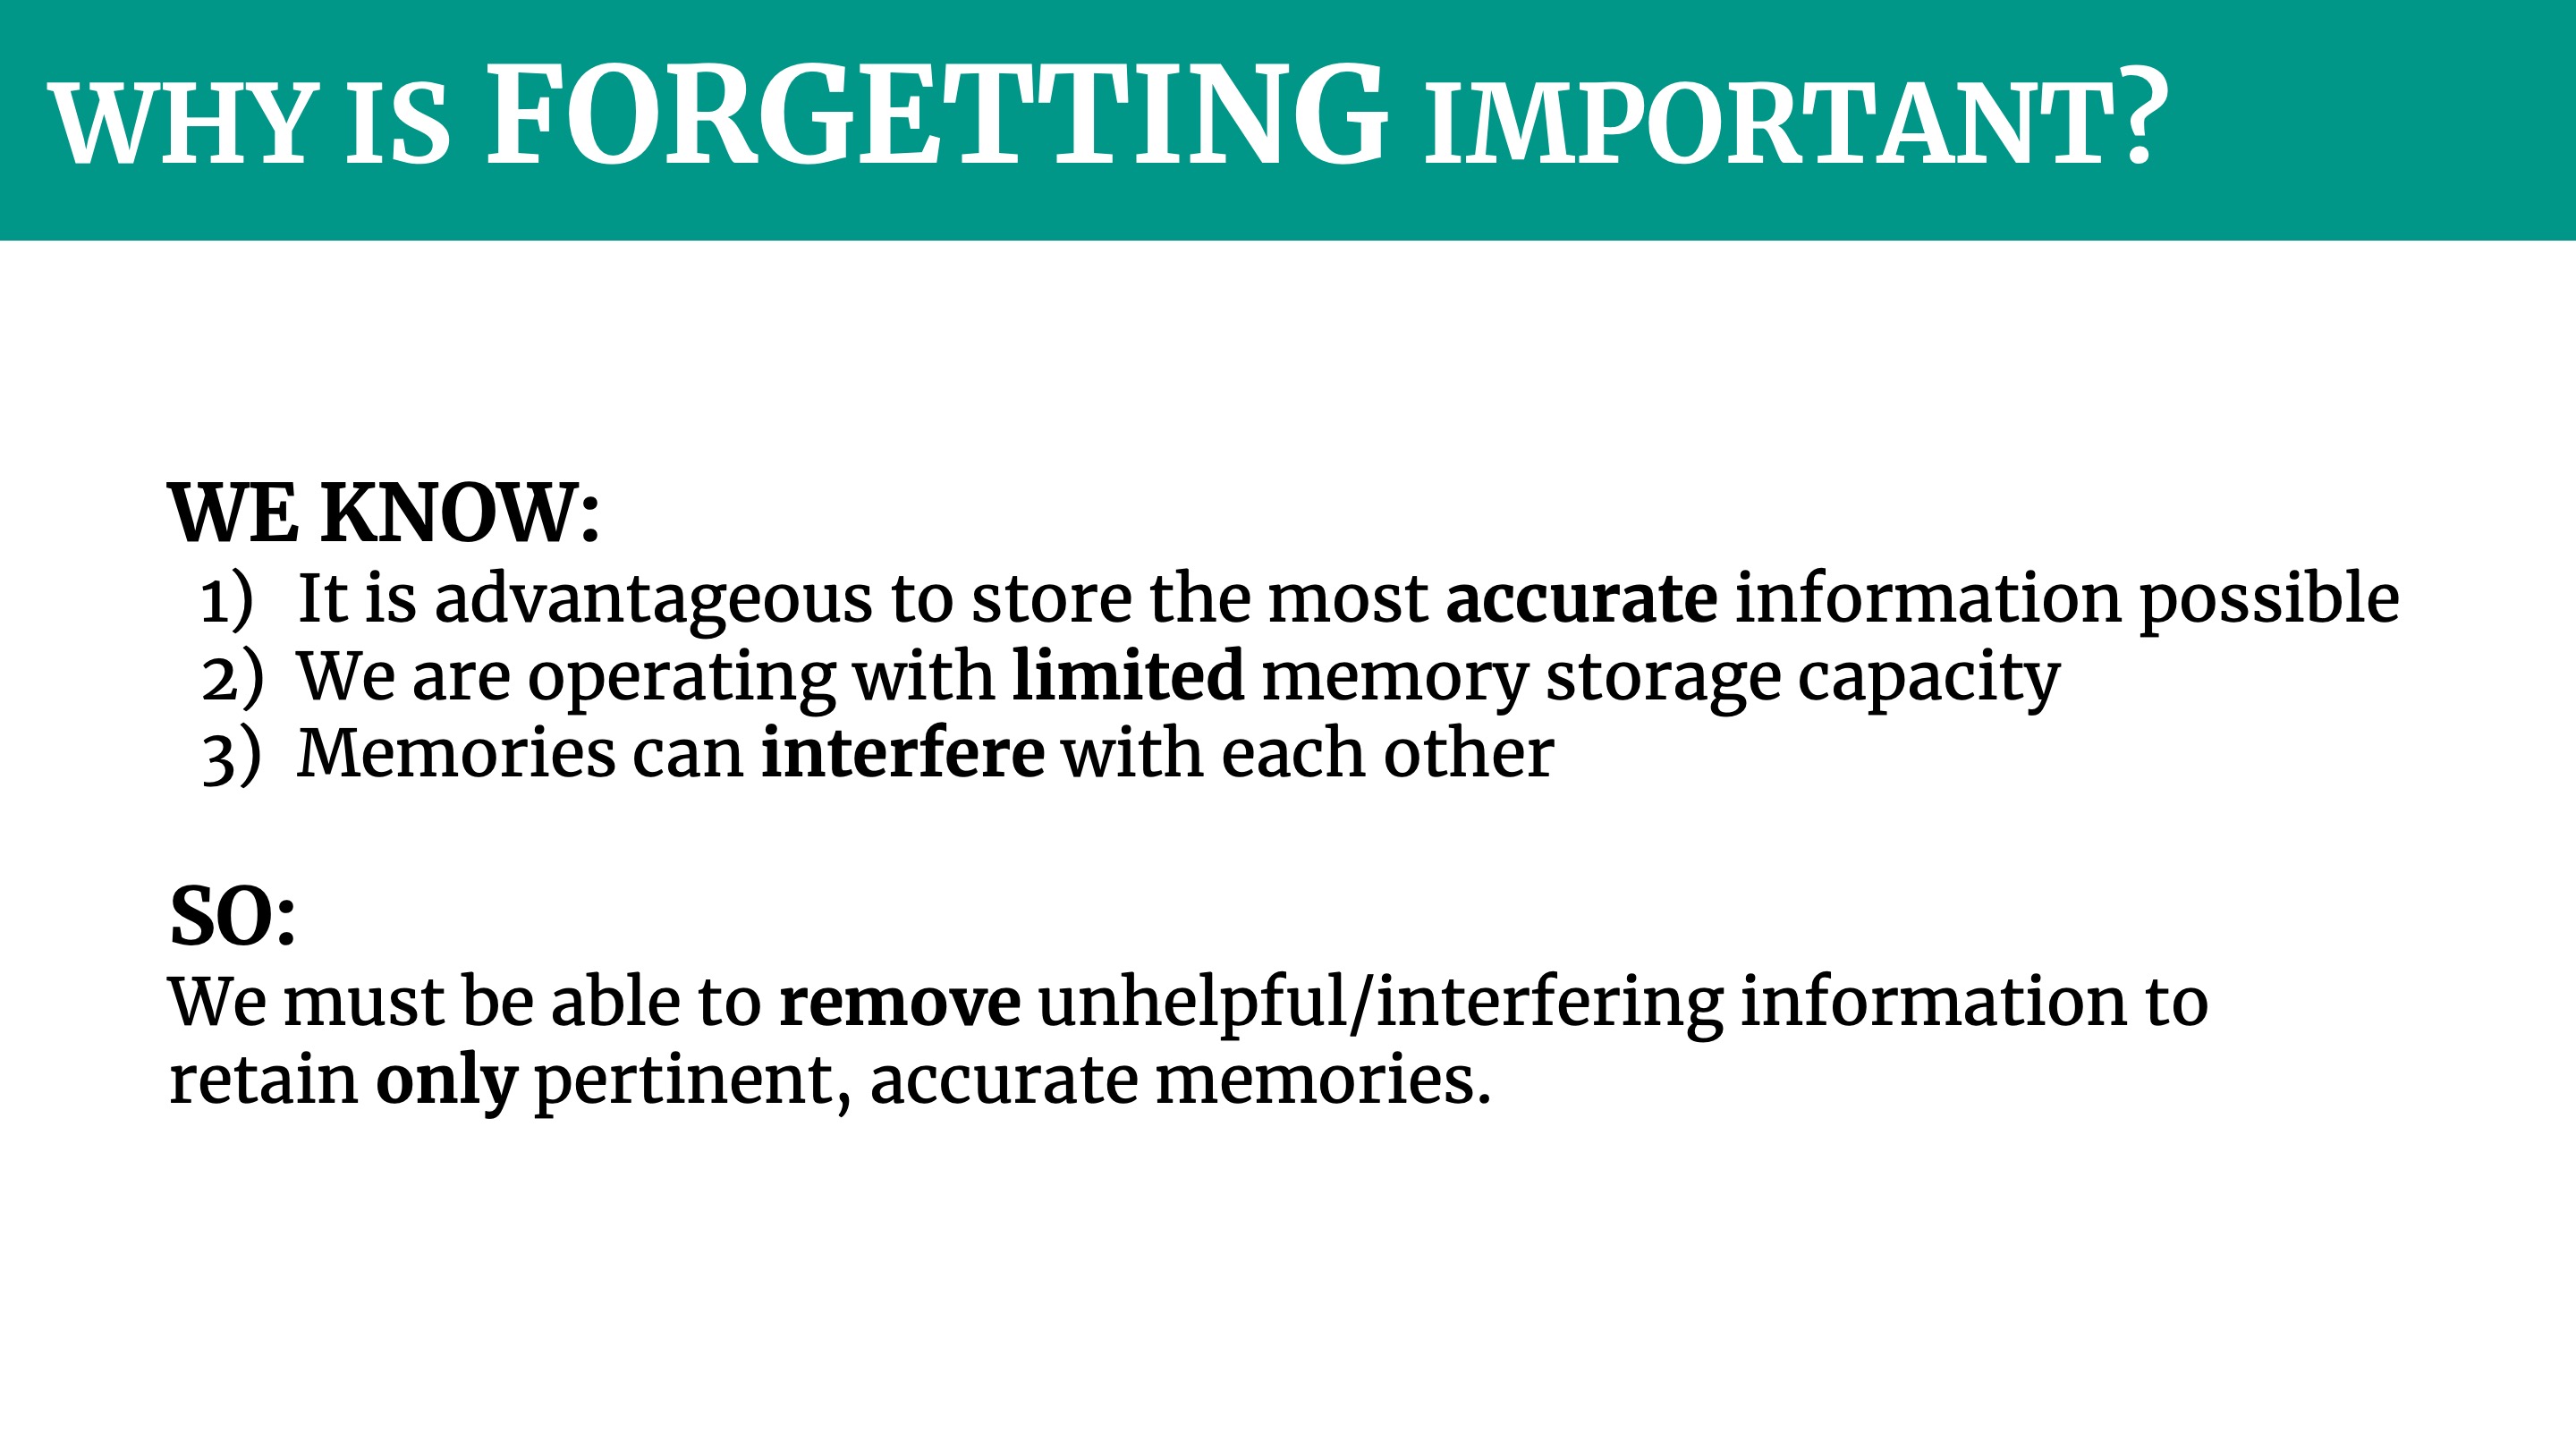 WHY IS FORGETTING IMPORTANT?
WE KNOW:
1) It is advantageous to store the most accurate information possible
2) We are operating with limited memory storage capacity
3) Memories can interfere with each other
SO:
We must be able to remove unhelpful/interfering information to
retain only pertinent, accurate memories.